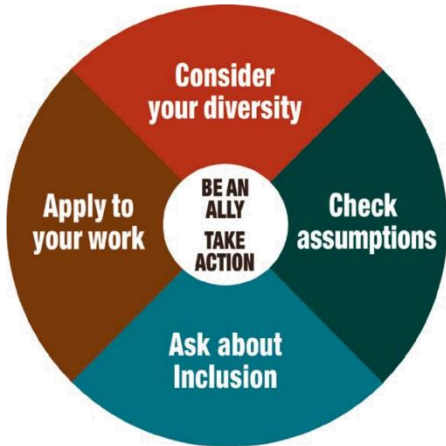 Consider
your diversity
Apply to
your work
BE AN
ALLY
TAKE
ACTION
Check
assumptions
Ask about
Inclusion